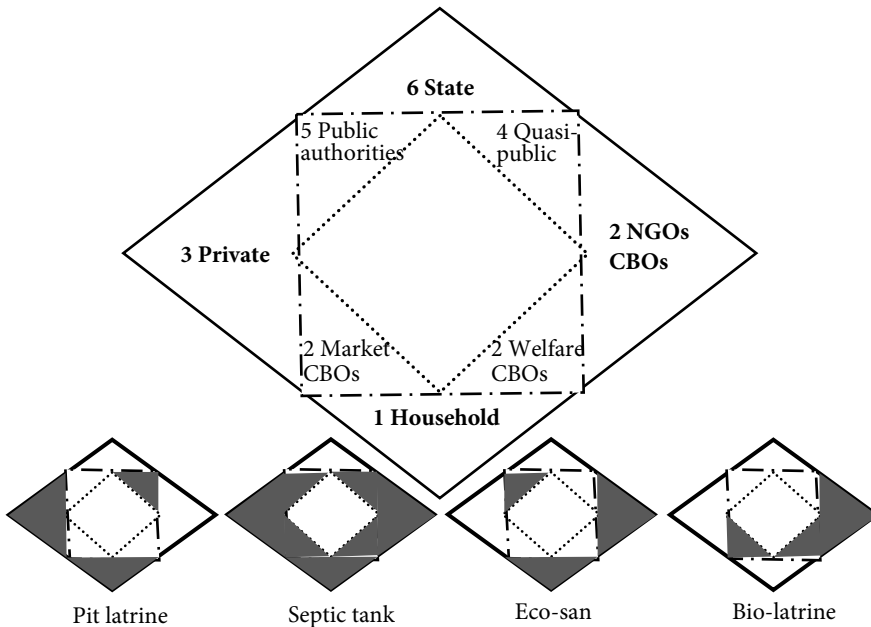 6 State
5 Public
authorities
4 Quasi-
public
3 Private
2 NGOs
CBOs
2 Market
CBOs
2 Welfare
CBOs
1 Household
Pit latrine
Septic tank
Eco-san
Bio-latrine